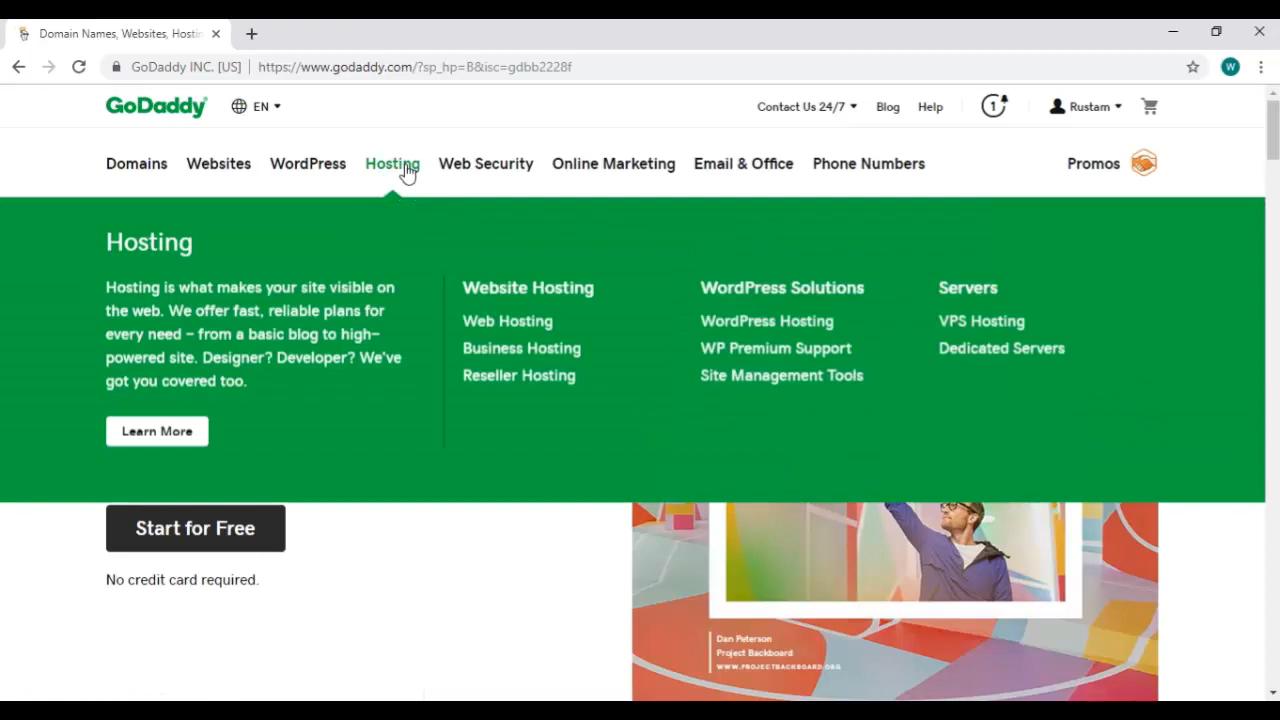 Domain Names, Websites, Hostin
GoDaddy INC. [US] | https://www.godaddy.com/?sp_hp=B&isc=gdbb2228f
W
GoDaddy EN Contact Us 24/7 Blog Help 1 Rustam
Domains Websites WordPress Hosting Web Security Online Marketing Email & Office Phone Numbers Promos
Hosting
Hosting is what makes your site visible on
the web. We offer fast, reliable plans for
every need – from a basic blog to high-
powered site. Designer? Developer? We've
got you covered too.
Learn More
Website Hosting
Web Hosting
Business Hosting
Reseller Hosting
WordPress Solutions
WordPress Hosting
WP Premium Support
Site Management Tools
Servers
VPS Hosting
Dedicated Servers
Start for Free
No credit card required.
Dan Peterson
Project Backboard
WWW.PROJECTBACKBOARD.ORG